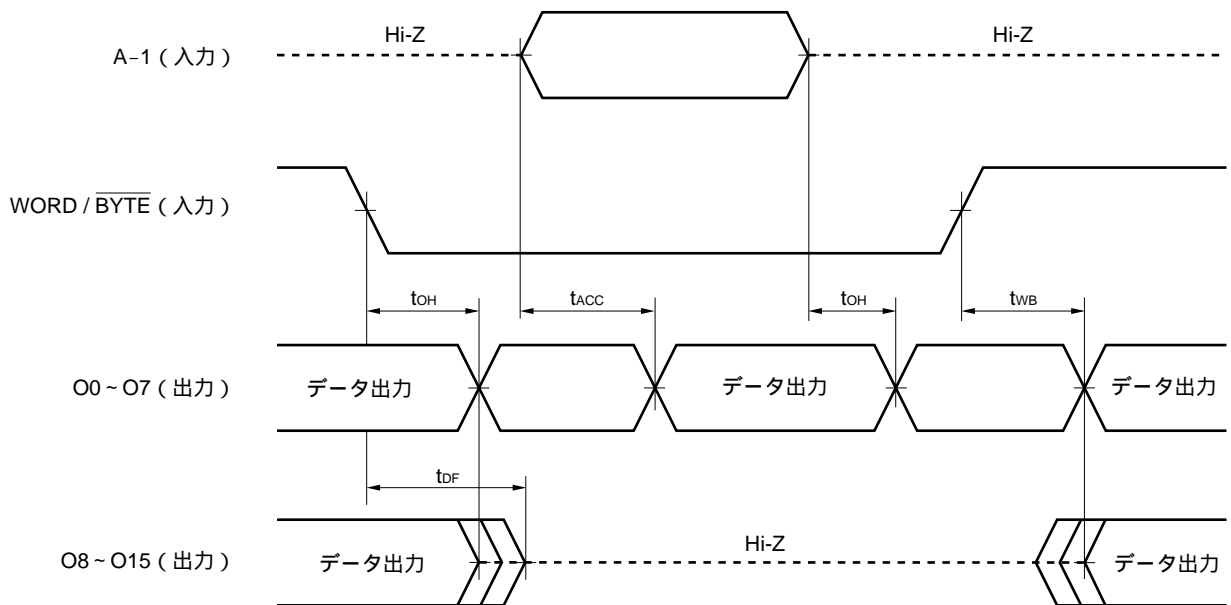 Hi-Z
Hi-Z
A−1（入力）
WORD / BYTE（入力）
tOH
tACC
tOH
tWB
O0~O7（出力）
データ出力
データ出力
データ出力
tDF
O8~O15（出力）
データ出力
Hi-Z
データ出力